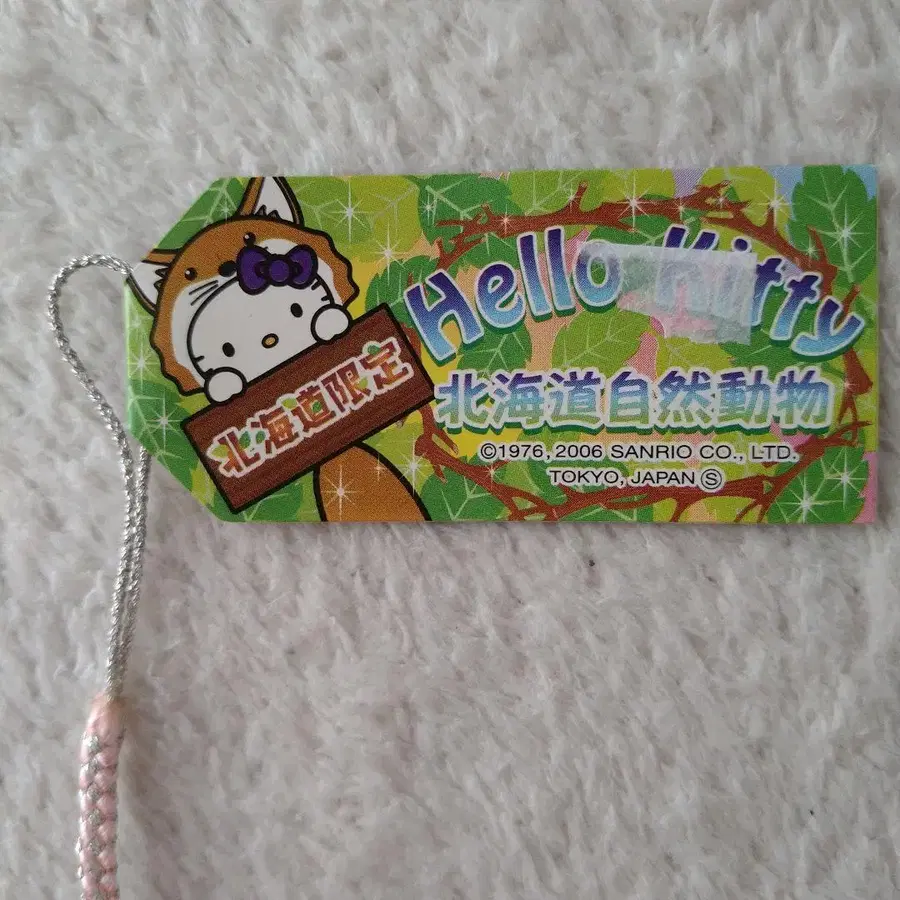 北海道限定
Hello Kitty
北海道自然動物
©1976, 2006 SANRIO CO., LTD.
TOKYO, JAPAN Ⓢ